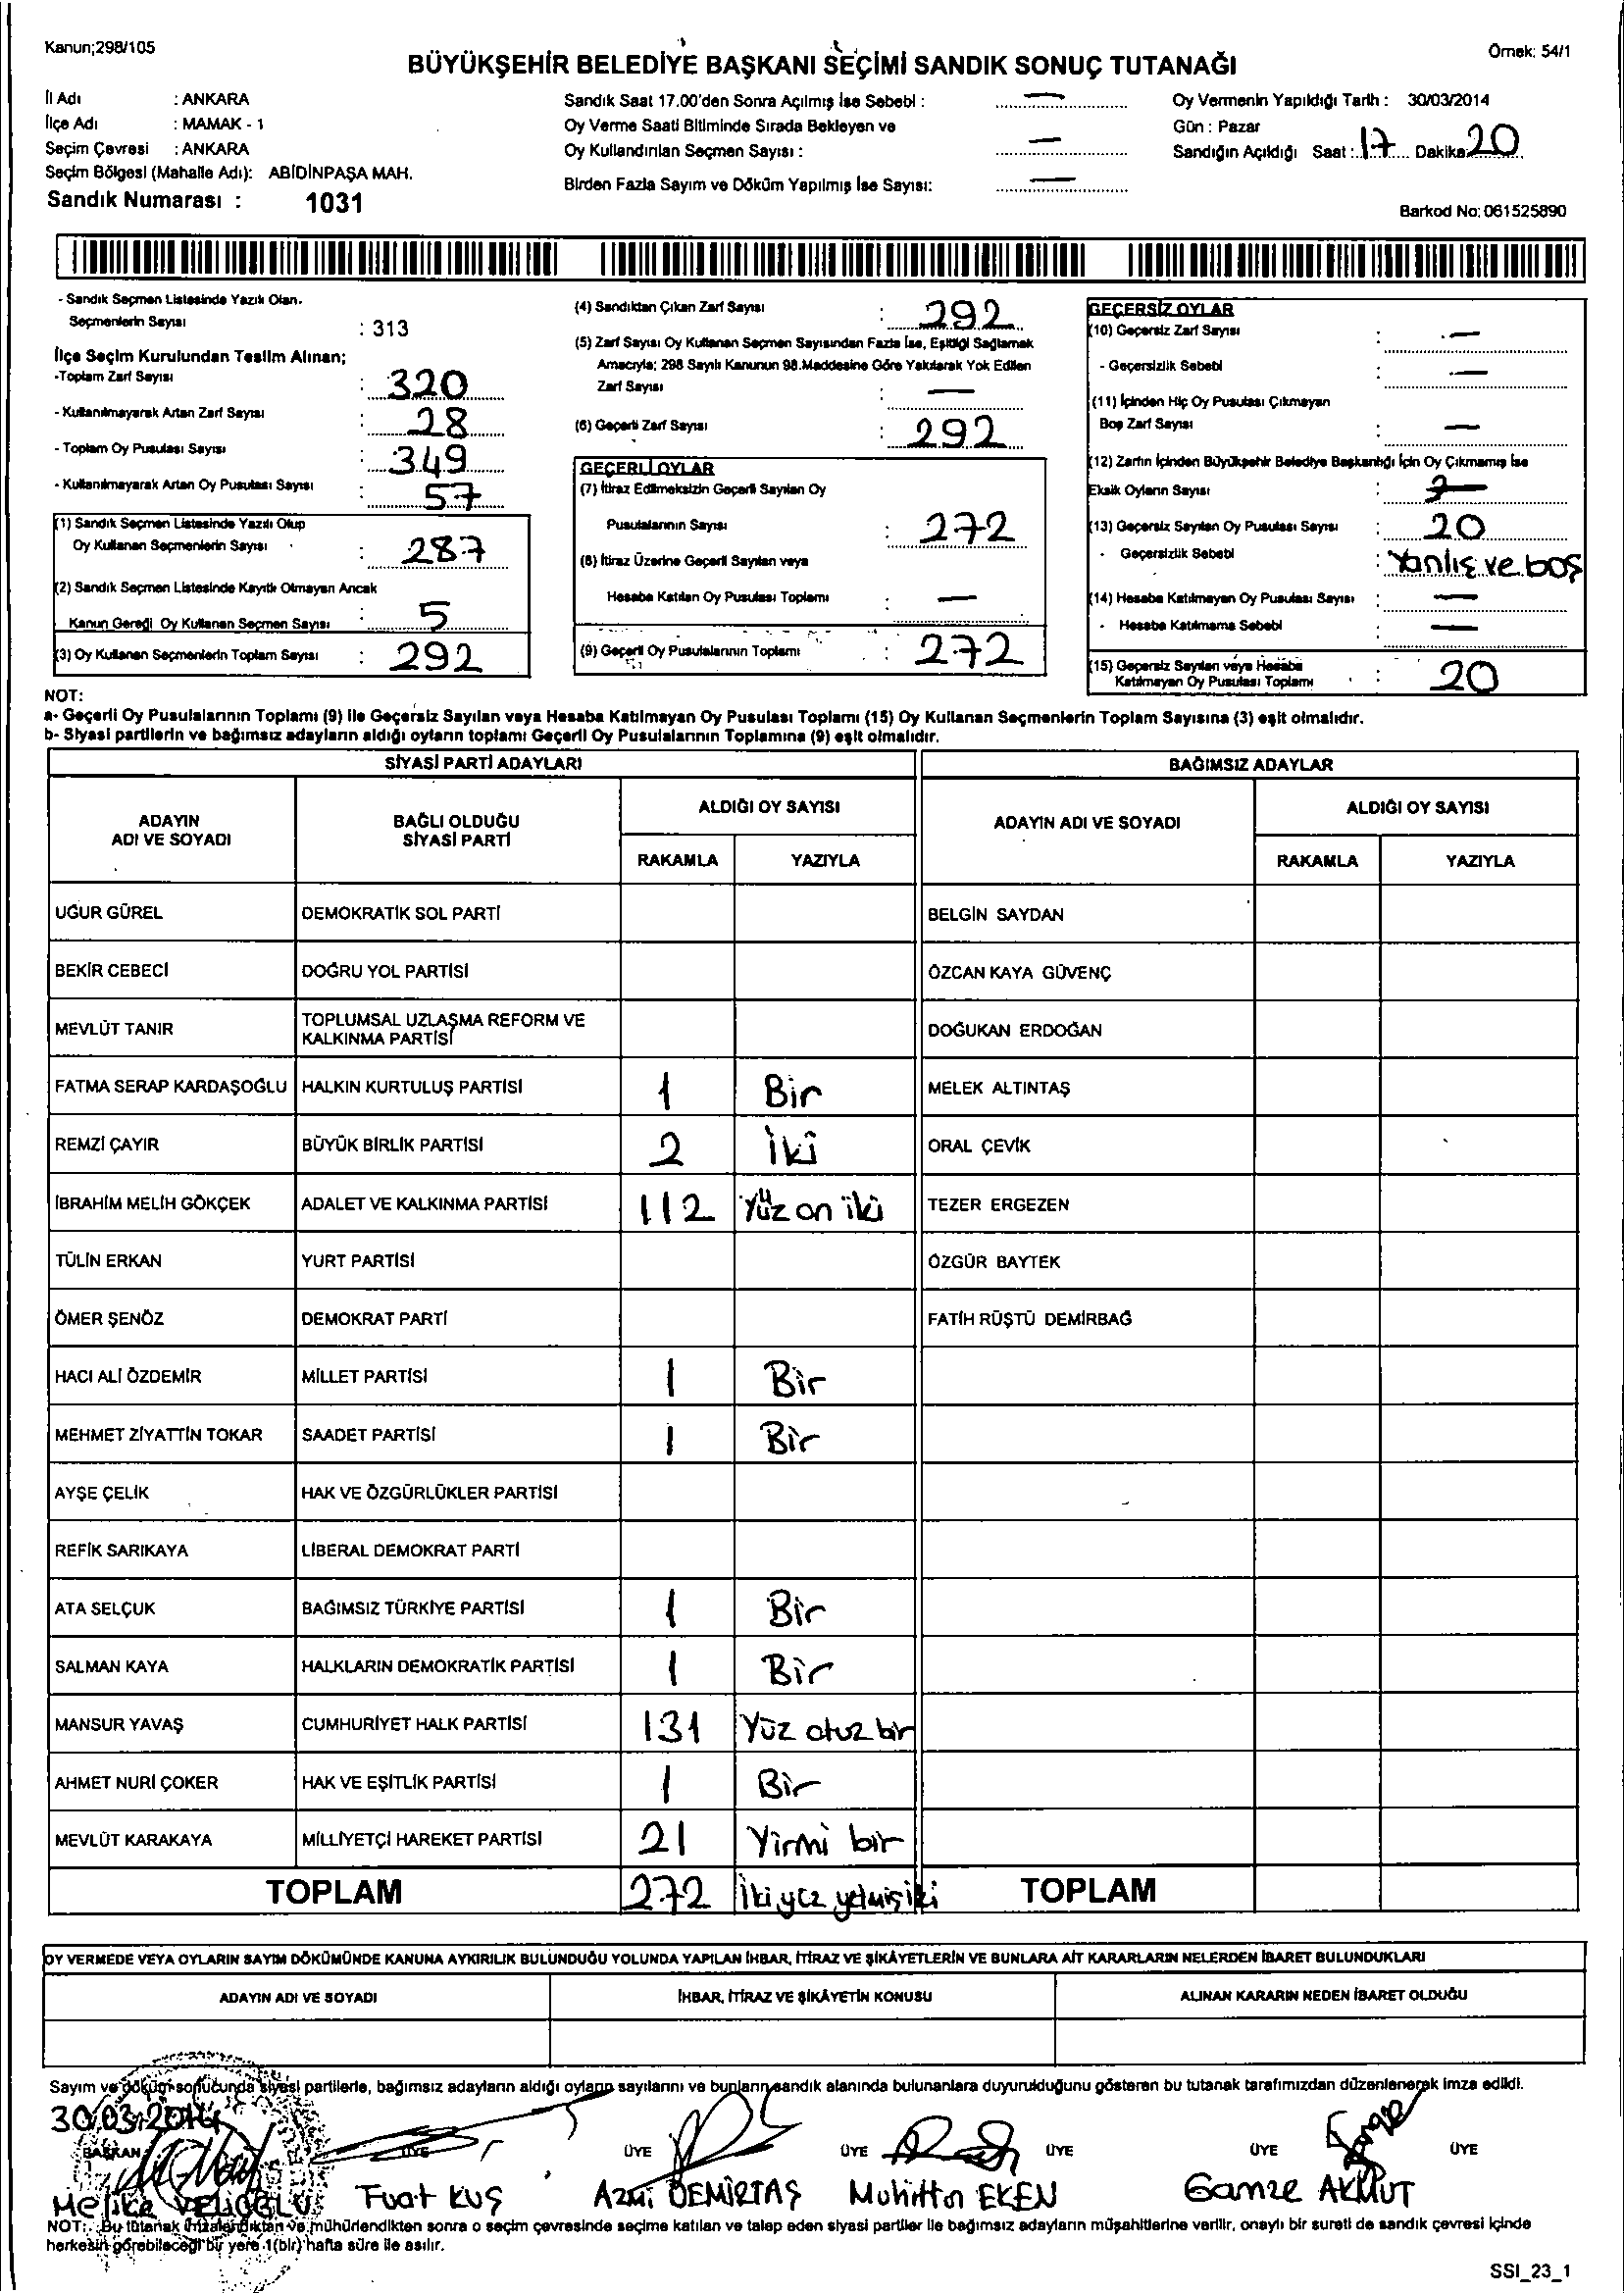 Kanun;298/105
Örnek: 54/1
BÜYÜKŞEHİR BELEDİYE BAŞKANI SEÇİMİ SANDIK SONUÇ TUTANAĞI
İl Adı : ANKARA
İlçe Adı : MAMAK - 1
Seçim Çevresi : ANKARA
Seçim Bölgesi (Mahalle Adı): ABİDİNPAŞA MAH.
Sandık Numarası : 1031
Sandık Saat 17.00'den Sonra Açılmış İse Sebebi : —
Oy Verme Saati Bitiminde Sırada Bekleyen ve
Oy Kullandırılan Seçmen Sayısı : —
Birden Fazla Sayım ve Döküm Yapılmış İse Sayısı: —
Oy Vermenin Yapıldığı Tarih : 30/03/2014
Gün : Pazar
Sandığın Açıldığı Saat : 17 Dakika: 20
Barkod No: 061525890
- Sandık Seçmen Listesinde Yazılı Olan.
Seçmenlerin Sayısı : 313
İlçe Seçim Kurulundan Teslim Alınan;
-Toplam Zarf Sayısı : 320
- Kullanılmayarak Artan Zarf Sayısı : 28
- Toplam Oy Pusulası Sayısı : 349
- Kullanılmayarak Artan Oy Pusulası Sayısı : 57
(1) Sandık Seçmen Listesinde Yazılı Olup
Oy Kullanan Seçmenlerin Sayısı : 287
(2) Sandık Seçmen Listesinde Kayıtlı Olmayan Ancak
Kanun Gereği Oy Kullanan Seçmen Sayısı : 5
(3) Oy Kullanan Seçmenlerin Toplam Sayısı : 292
(4) Sandıktan Çıkan Zarf Sayısı : 292
(5) Zarf Sayısı Oy Kullanan Seçmen Sayısından Fazla İse, Eşitliği Sağlamak
Amacıyla; 298 Sayılı Kanunun 98.Maddesine Göre Yakılarak Yok Edilen
Zarf Sayısı : —
(6) Geçerli Zarf Sayısı : 292
GEÇERLİ OYLAR
(7) İtiraz Edilmeksizin Geçerli Sayılan Oy
Pusulalarının Sayısı : 272
(8) İtiraz Üzerine Geçerli Sayılan veya
Hesaba Katılan Oy Pusulası Toplamı : —
(9) Geçerli Oy Pusulalarının Toplamı : 272
GEÇERSİZ OYLAR
(10) Geçersiz Zarf Sayısı : —
- Geçersizlik Sebebi : —
(11) İçinden Hiç Oy Pusulası Çıkmayan
Boş Zarf Sayısı : —
(12) Zarfın İçinden Büyükşehir Belediye Başkanlığı İçin Oy Çıkmamış İse
Eksik Oyların Sayısı : —
(13) Geçersiz Sayılan Oy Pusulası Sayısı : 20
- Geçersizlik Sebebi : Yanlış ve boş
(14) Hesaba Katılmayan Oy Pusulası Sayısı : —
- Hesaba Katılmama Sebebi : —
(15) Geçersiz Sayılan veya Hesaba
Katılmayan Oy Pusulası Toplamı : 20
NOT:
a- Geçerli Oy Pusulalarının Toplamı (9) ile Geçersiz Sayılan veya Hesaba Katılmayan Oy Pusulası Toplamı (15) Oy Kullanan Seçmenlerin Toplam Sayısına (3) eşit olmalıdır.
b- Siyasi partilerin ve bağımsız adayların aldığı oyların toplamı Geçerli Oy Pusulalarının Toplamına (9) eşit olmalıdır.
SİYASİ PARTİ ADAYLARI BAĞIMSIZ ADAYLAR
ADAYIN ADI VE SOYADI BAĞLI OLDUĞU SİYASİ PARTİ ALDIĞI OY SAYISI ADAYIN ADI VE SOYADI ALDIĞI OY SAYISI
RAKAMLA YAZIYLA RAKAMLA YAZIYLA
UĞUR GÜREL DEMOKRATİK SOL PARTİ BELGİN SAYDAN
BEKİR CEBECİ DOĞRU YOL PARTİSİ ÖZCAN KAYA GÜVENÇ
MEVLÜT TANIR TOPLUMSAL UZLAŞMA REFORM VE KALKINMA PARTİSİ DOĞUKAN ERDOĞAN
FATMA SERAP KARDAŞOĞLU HALKIN KURTULUŞ PARTİSİ 1 Bir MELEK ALTINTAŞ
REMZİ ÇAYIR BÜYÜK BİRLİK PARTİSİ 2 İki ORAL ÇEVİK
İBRAHİM MELİH GÖKÇEK ADALET VE KALKINMA PARTİSİ 112 Yüz on iki TEZER ERGEZEN
TÜLİN ERKAN YURT PARTİSİ ÖZGÜR BAYTEK
ÖMER ŞENÖZ DEMOKRAT PARTİ FATİH RÜŞTÜ DEMİRBAĞ
HACI ALİ ÖZDEMİR MİLLET PARTİSİ 1 Bir
MEHMET ZİYATTİN TOKAR SAADET PARTİSİ 1 Bir
AYŞE ÇELİK HAK VE ÖZGÜRLÜKLER PARTİSİ
REFİK SARIKAYA LİBERAL DEMOKRAT PARTİ
ATA SELÇUK BAĞIMSIZ TÜRKİYE PARTİSİ 1 Bir
SALMAN KAYA HALKLARIN DEMOKRATİK PARTİSİ 1 Bir
MANSUR YAVAŞ CUMHURİYET HALK PARTİSİ 131 Yüz otuz bir
AHMET NURİ ÇOKER HAK VE EŞİTLİK PARTİSİ 1 Bir
MEVLÜT KARAKAYA MİLLİYETÇİ HAREKET PARTİSİ 21 Yirmi bir
TOPLAM 272 İki yüz yetmiş iki TOPLAM
OY VERMEDE VEYA OYLARIN SAYIM DÖKÜMÜNDE KANUNA AYKIRILIK BULUNDUĞU YOLUNDA YAPILAN İHBAR, İTİRAZ VE ŞİKÂYETLERİN VE BUNLARA AİT KARARLARIN NELERDEN İBARET BULUNDUKLARI
ADAYIN ADI VE SOYADI İHBAR, İTİRAZ VE ŞİKÂYETİN KONUSU ALINAN KARARIN NEDEN İBARET OLDUĞU
Sayım ve döküm sonucunda siyasi partilerle, bağımsız adayların aldığı oyların sayılarını ve bunların sandık alanında bulunanlara duyurulduğunu gösteren bu tutanak tarafımızdan düzenlenerek imza edildi.
30.03.2014
BAŞKAN ÜYE ÜYE ÜYE ÜYE ÜYE ÜYE
Melike VELİOĞLU Fuat KUŞ Azmi DEMİRTAŞ Muhittin EKEN Gamze AKMUT
NOT: Bu tutanak imzalandıktan ve mühürlendikten sonra o seçim çevresinde seçime katılan ve talep eden siyasi partiler ile bağımsız adayların müşahitlerine verilir, onaylı bir sureti de sandık çevresi içinde
herkesin görebileceği bir yere 1(bir) hafta süre ile asılır.
SSI_23_1